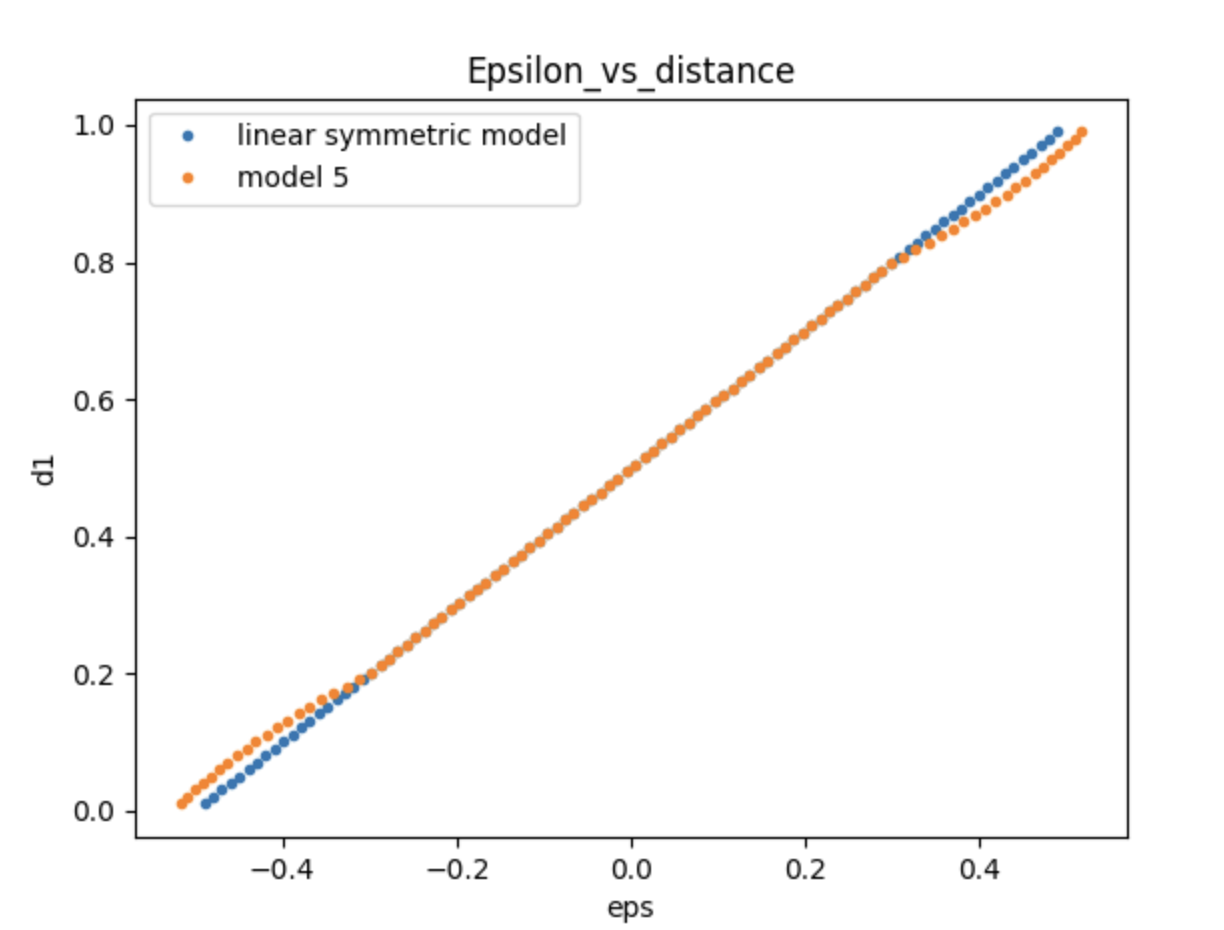 Epsilon_vs_distance
linear symmetric model
model 5
1.0
0.8
0.6
0.4
0.2
0.0
d1
−0.4 −0.2 0.0 0.2 0.4
eps